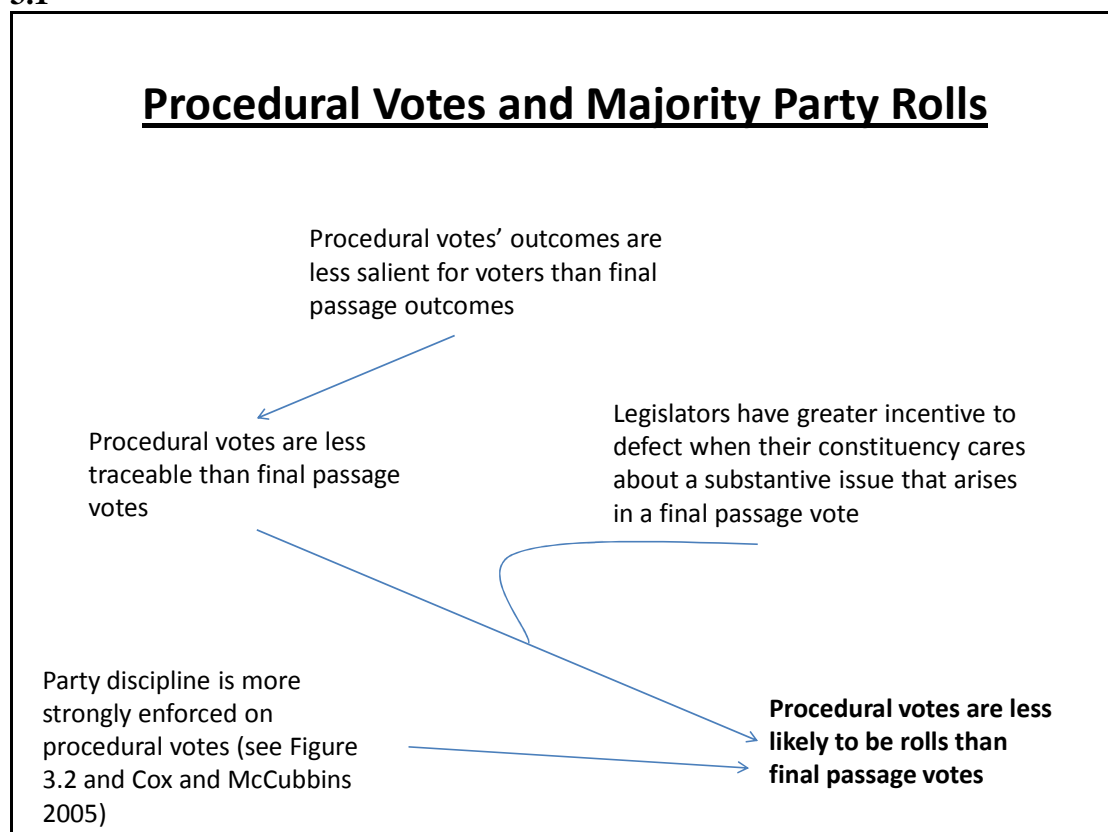 Procedural Votes and Majority Party Rolls
Procedural votes’ outcomes are
less salient for voters than final
passage outcomes
Procedural votes are less
traceable than final passage
votes
Legislators have greater incentive to
defect when their constituency cares
about a substantive issue that arises
in a final passage vote
Party discipline is more
strongly enforced on
procedural votes (see Figure
3.2 and Cox and McCubbins
2005)
Procedural votes are less
likely to be rolls than
final passage votes